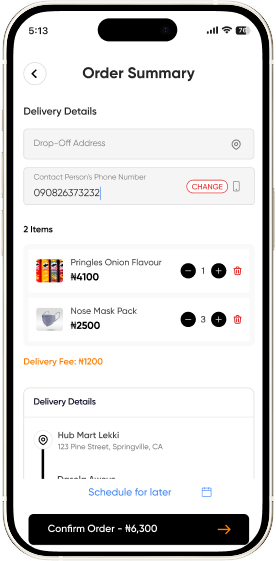 5:13
76
Order Summary
Delivery Details
Drop-Off Address
Contact Person's Phone Number
090826373232
CHANGE
2 Items
Pringles Onion Flavour
₦4100
1
Nose Mask Pack
₦2500
3
Delivery Fee: ₦1200
Delivery Details
Hub Mart Lekki
123 Pine Street, Springville, CA
Schedule for later
Confirm Order - ₦6,300